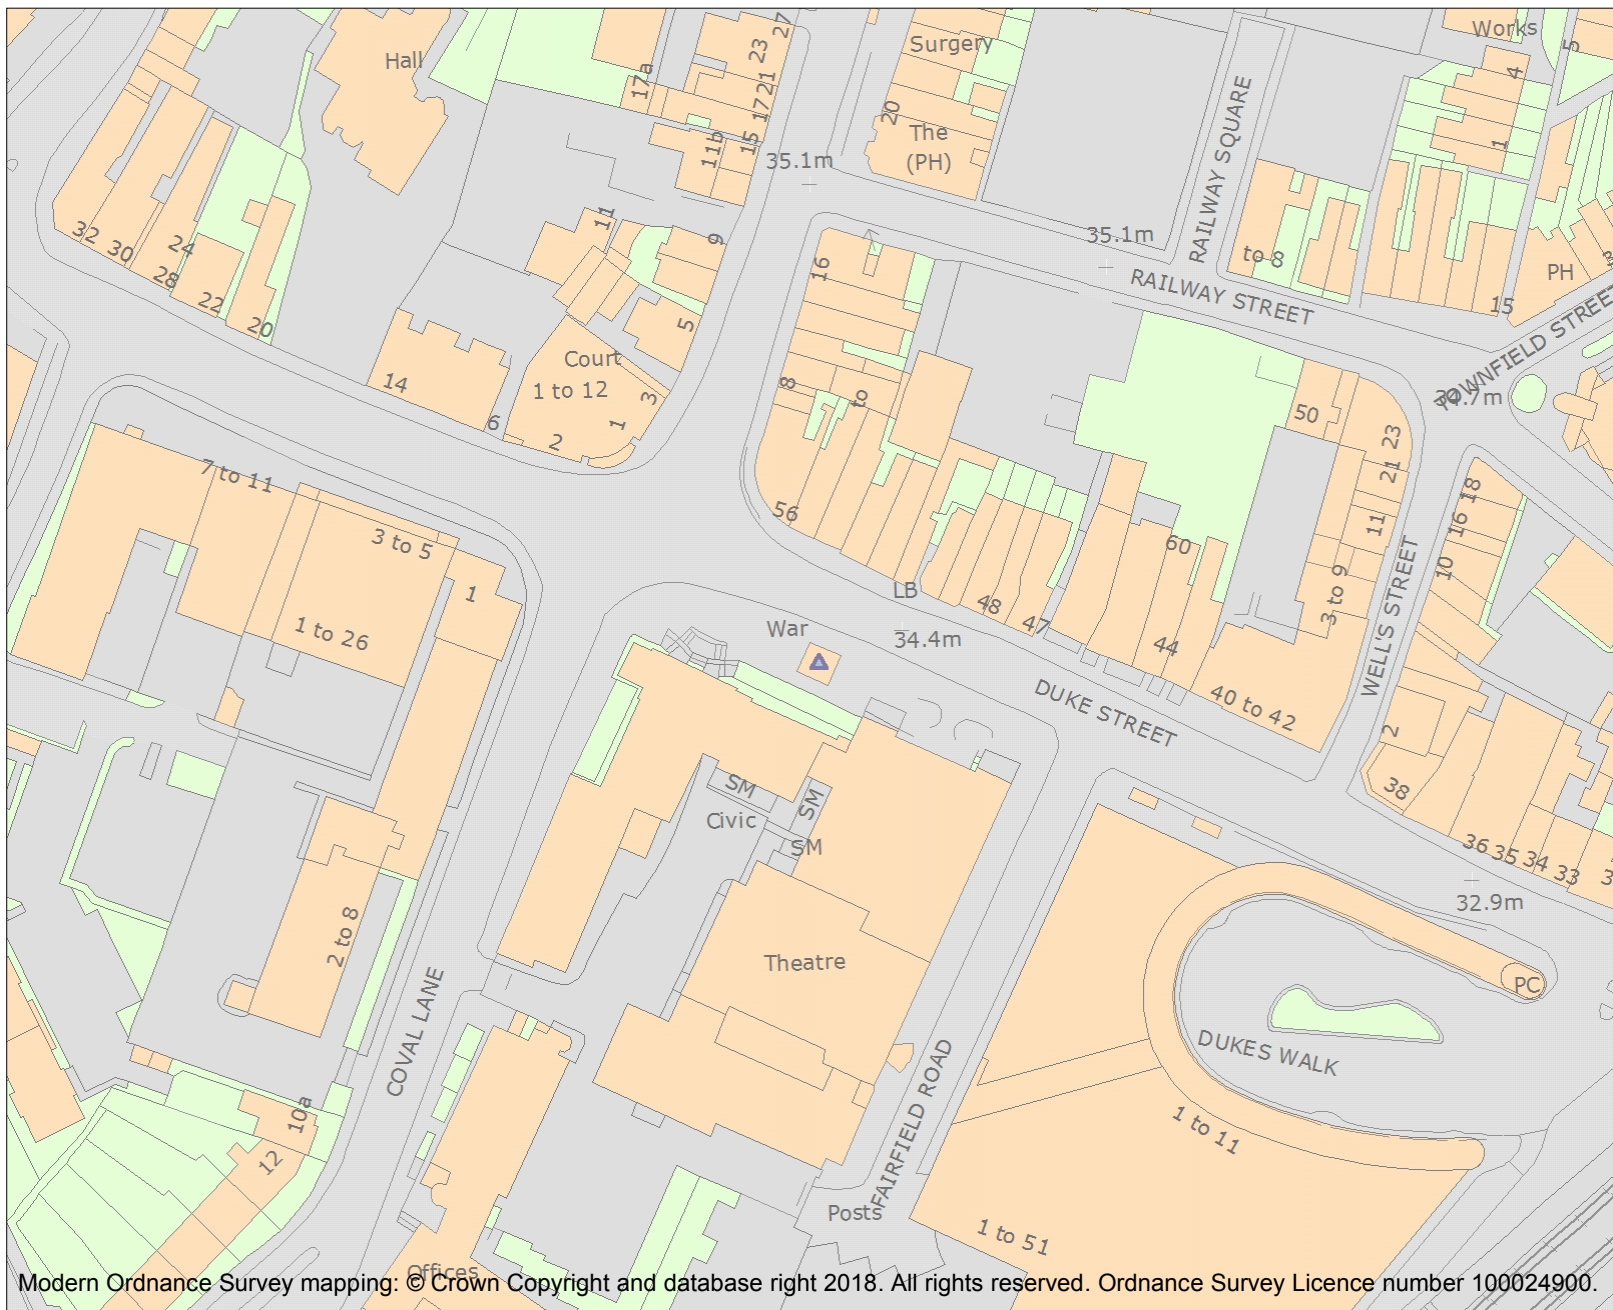 Hall
17a
23
27
21
17
15
11b
Surgery
20
The
(PH)
Works
5
4
1
35.1m
RAILWAY SQUARE
32
30
24
28
22
20
11
9
5
35.1m
to 8
PH
15
RAILWAY STREET
TOWNFIELD STREET
16
Court
1 to 12
14
6
2
1
3
8
to
34.7m
50
23
21
11
7 to 11
3 to 5
1
1 to 26
56
60
18
16
10
LB
48
47
44
3 to 9
WELL'S STREET
War
34.4m
DUKE STREET
40 to 42
2
38
36
35
34
33
SM
SM
Civic
SM
32.9m
2 to 8
Theatre
PC
COVAL LANE
DUKES WALK
FAIRFIELD ROAD
10a
12
1 to 11
Posts
1 to 51
Offices
Modern Ordnance Survey mapping: © Crown Copyright and database right 2018. All rights reserved. Ordnance Survey Licence number 100024900.